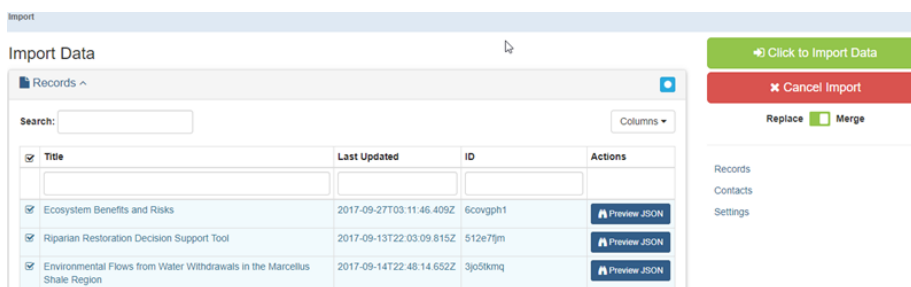 Import
Import Data
Click to Import Data
Records
Cancel Import
Search:
Columns
Replace Merge
Title Last Updated ID Actions
Records
Contacts
Settings
Ecosystem Benefits and Risks 2017-09-27T03:11:46.409Z 6covgph1 Preview JSON
Riparian Restoration Decision Support Tool 2017-09-13T22:03:09.815Z 512e7fjm Preview JSON
Environmental Flows from Water Withdrawals in the Marcellus 2017-09-14T22:48:14.652Z 3jo5tkmq Preview JSON
Shale Region